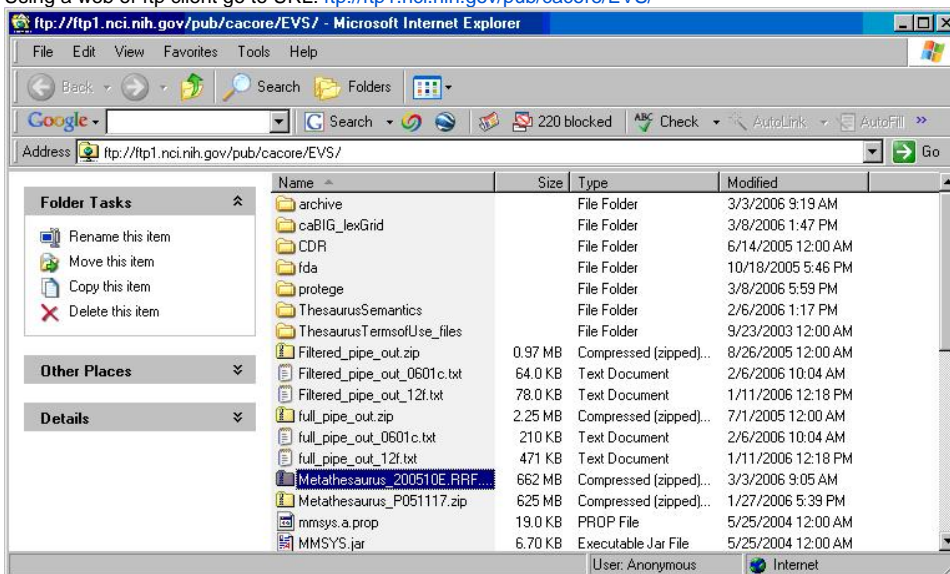 Using a web or ftp client go to URL: ftp://ftp1.nci.nih.gov/pub/cacore/EVS/
ftp://ftp1.nci.nih.gov/pub/cacore/EVS/ - Microsoft Internet Explorer
File Edit View Favorites Tools Help
Back Search Folders
Google Search 220 blocked ABC Check AutoLink AutoFill »
Address ftp://ftp1.nci.nih.gov/pub/cacore/EVS/ Go
Folder Tasks
Rename this item
Move this item
Copy this item
Delete this item
Other Places
Details
Name Size Type Modified
archive File Folder 3/3/2006 9:19 AM
caBIG_lexGrid File Folder 3/8/2006 1:47 PM
CDR File Folder 6/14/2005 12:00 AM
fda File Folder 10/18/2005 5:46 PM
protege File Folder 3/8/2006 5:59 PM
ThesaurusSemantics File Folder 2/6/2006 1:17 PM
ThesaurusTermsofUse_files File Folder 9/23/2003 12:00 AM
Filtered_pipe_out.zip 0.97 MB Compressed (zipped)... 8/26/2005 12:00 AM
Filtered_pipe_out_0601c.txt 64.0 KB Text Document 2/6/2006 10:04 AM
Filtered_pipe_out_12f.txt 78.0 KB Text Document 1/11/2006 12:18 PM
full_pipe_out.zip 2.25 MB Compressed (zipped)... 7/1/2005 12:00 AM
full_pipe_out_0601c.txt 210 KB Text Document 2/6/2006 10:04 AM
full_pipe_out_12f.txt 471 KB Text Document 1/11/2006 12:18 PM
Metathesaurus_200510E.RRF.... 662 MB Compressed (zipped)... 3/3/2006 9:05 AM
Metathesaurus_P051117.zip 625 MB Compressed (zipped)... 1/27/2006 5:39 PM
mmsys.a.prop 19.0 KB PROP File 5/25/2004 12:00 AM
MMSYS.jar 6.70 KB Executable Jar File 5/25/2004 12:00 AM
User: Anonymous Internet